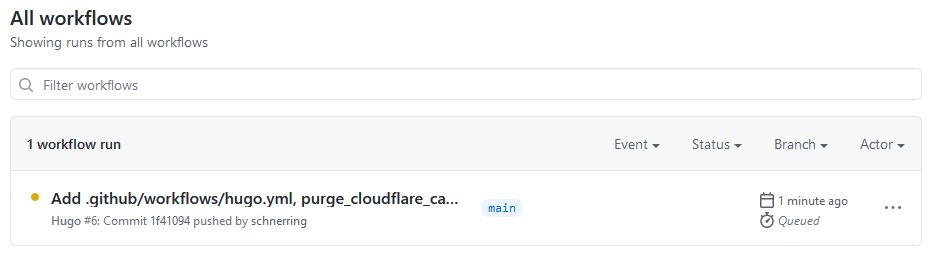 All workflows
Showing runs from all workflows
Filter workflows
1 workflow run Event Status Branch Actor
Add .github/workflows/hugo.yml, purge_cloudflare_ca... main 1 minute ago
Hugo #6: Commit 1f41094 pushed by schnerring Queued